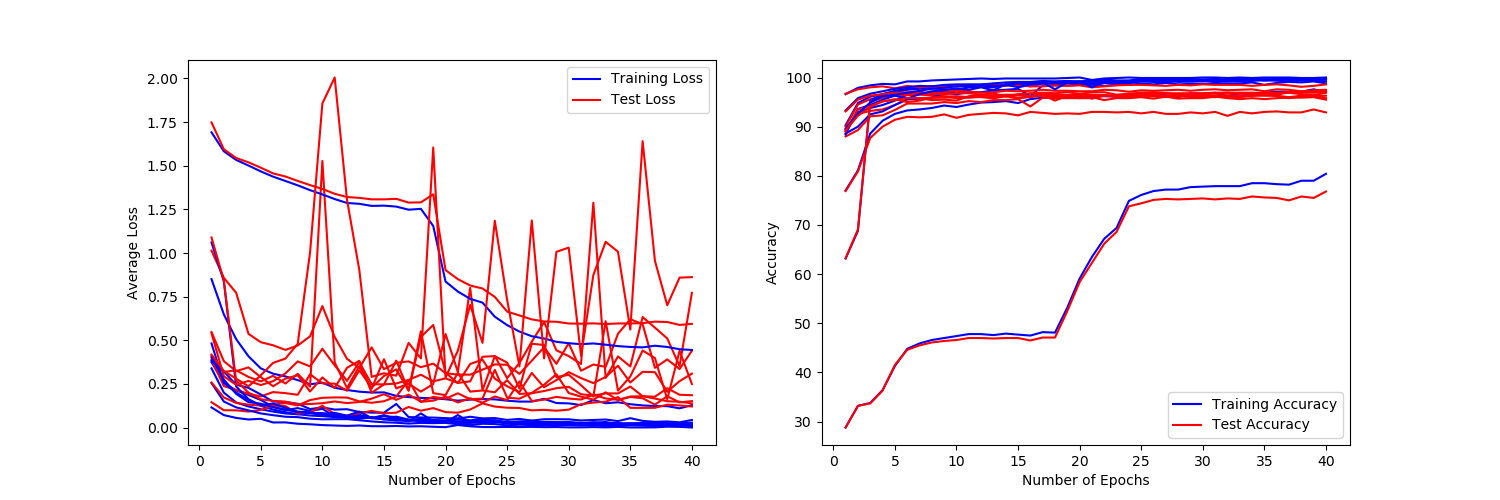 2.00
1.75
1.50
1.25
1.00
0.75
0.50
0.25
0.00
Average Loss
0 5 10 15 20 25 30 35 40
Number of Epochs
Training Loss
Test Loss
100
90
80
70
60
50
40
30
Accuracy
0 5 10 15 20 25 30 35 40
Number of Epochs
Training Accuracy
Test Accuracy